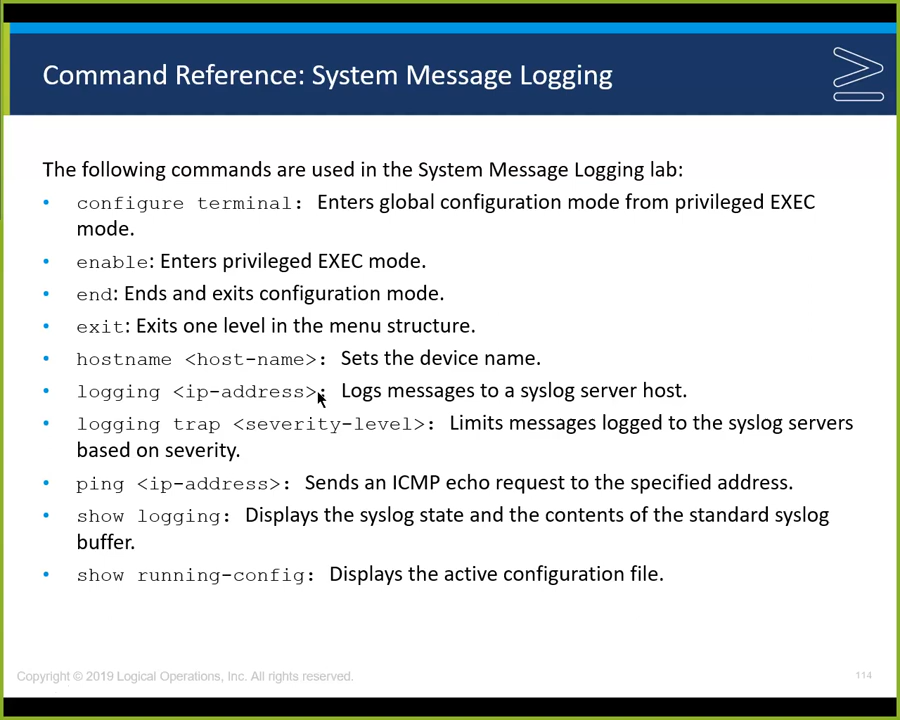 Command Reference: System Message Logging
The following commands are used in the System Message Logging lab:
• configure terminal: Enters global configuration mode from privileged EXEC
mode.
• enable: Enters privileged EXEC mode.
• end: Ends and exits configuration mode.
• exit: Exits one level in the menu structure.
• hostname <host-name>: Sets the device name.
• logging <ip-address>: Logs messages to a syslog server host.
• logging trap <severity-level>: Limits messages logged to the syslog servers
based on severity.
• ping <ip-address>: Sends an ICMP echo request to the specified address.
• show logging: Displays the syslog state and the contents of the standard syslog
buffer.
• show running-config: Displays the active configuration file.
Copyright © 2019 Logical Operations, Inc. All rights reserved.
114